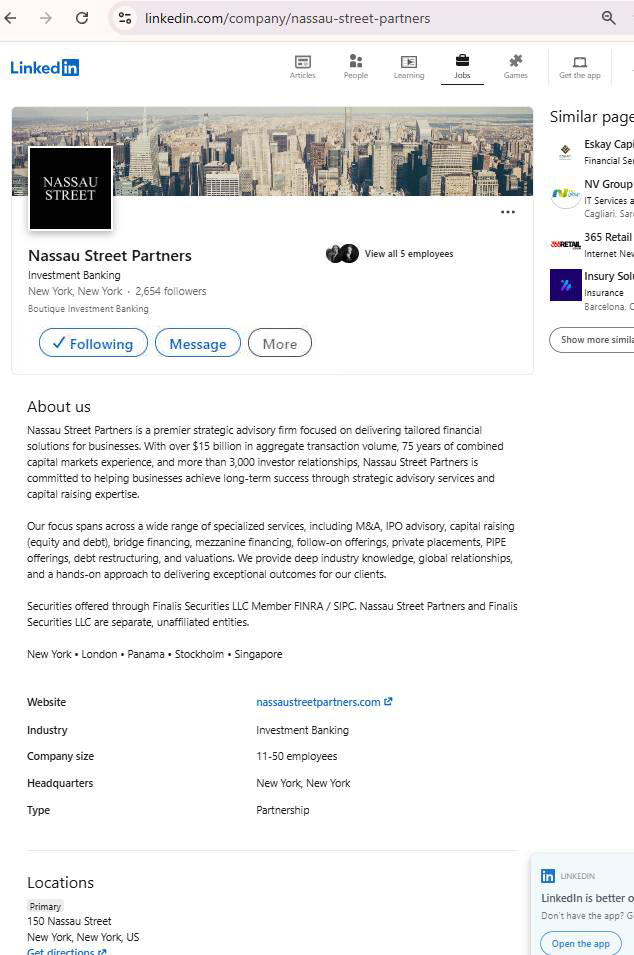 linkedin.com/company/nassau-street-partners
Linked in
Articles
People
Learning
Jobs
Games
Get the app
NASSAU
STREET
Nassau Street Partners
Investment Banking
New York, New York • 2,654 followers
Boutique Investment Banking
View all 5 employees
✓ Following
Message
More
About us
Nassau Street Partners is a premier strategic advisory firm focused on delivering tailored financial
solutions for businesses. With over $15 billion in aggregate transaction volume, 75 years of combined
capital markets experience, and more than 3,000 investor relationships, Nassau Street Partners is
committed to helping businesses achieve long-term success through strategic advisory services and
capital raising expertise.
Our focus spans across a wide range of specialized services, including M&A, IPO advisory, capital raising
(equity and debt), bridge financing, mezzanine financing, follow-on offerings, private placements, PIPE
offerings, debt restructuring, and valuations. We provide deep industry knowledge, global relationships,
and a hands-on approach to delivering exceptional outcomes for our clients.
Securities offered through Finalis Securities LLC Member FINRA / SIPC. Nassau Street Partners and Finalis
Securities LLC are separate, unaffiliated entities.
New York • London • Panama • Stockholm • Singapore
Website nassaustreetpartners.com
Industry Investment Banking
Company size 11-50 employees
Headquarters New York, New York
Type Partnership
Locations
Primary
150 Nassau Street
New York, New York, US
Get directions
Similar page
Eskay Capi
Financial Se
NV Group
IT Services a
Cagliari, Sar
365RETAIL
365 Retail
Internet New
Insury Solu
Insurance
Barcelona, C
Show more simila
in LINKEDIN
LinkedIn is better o
Don't have the app? G
Open the app